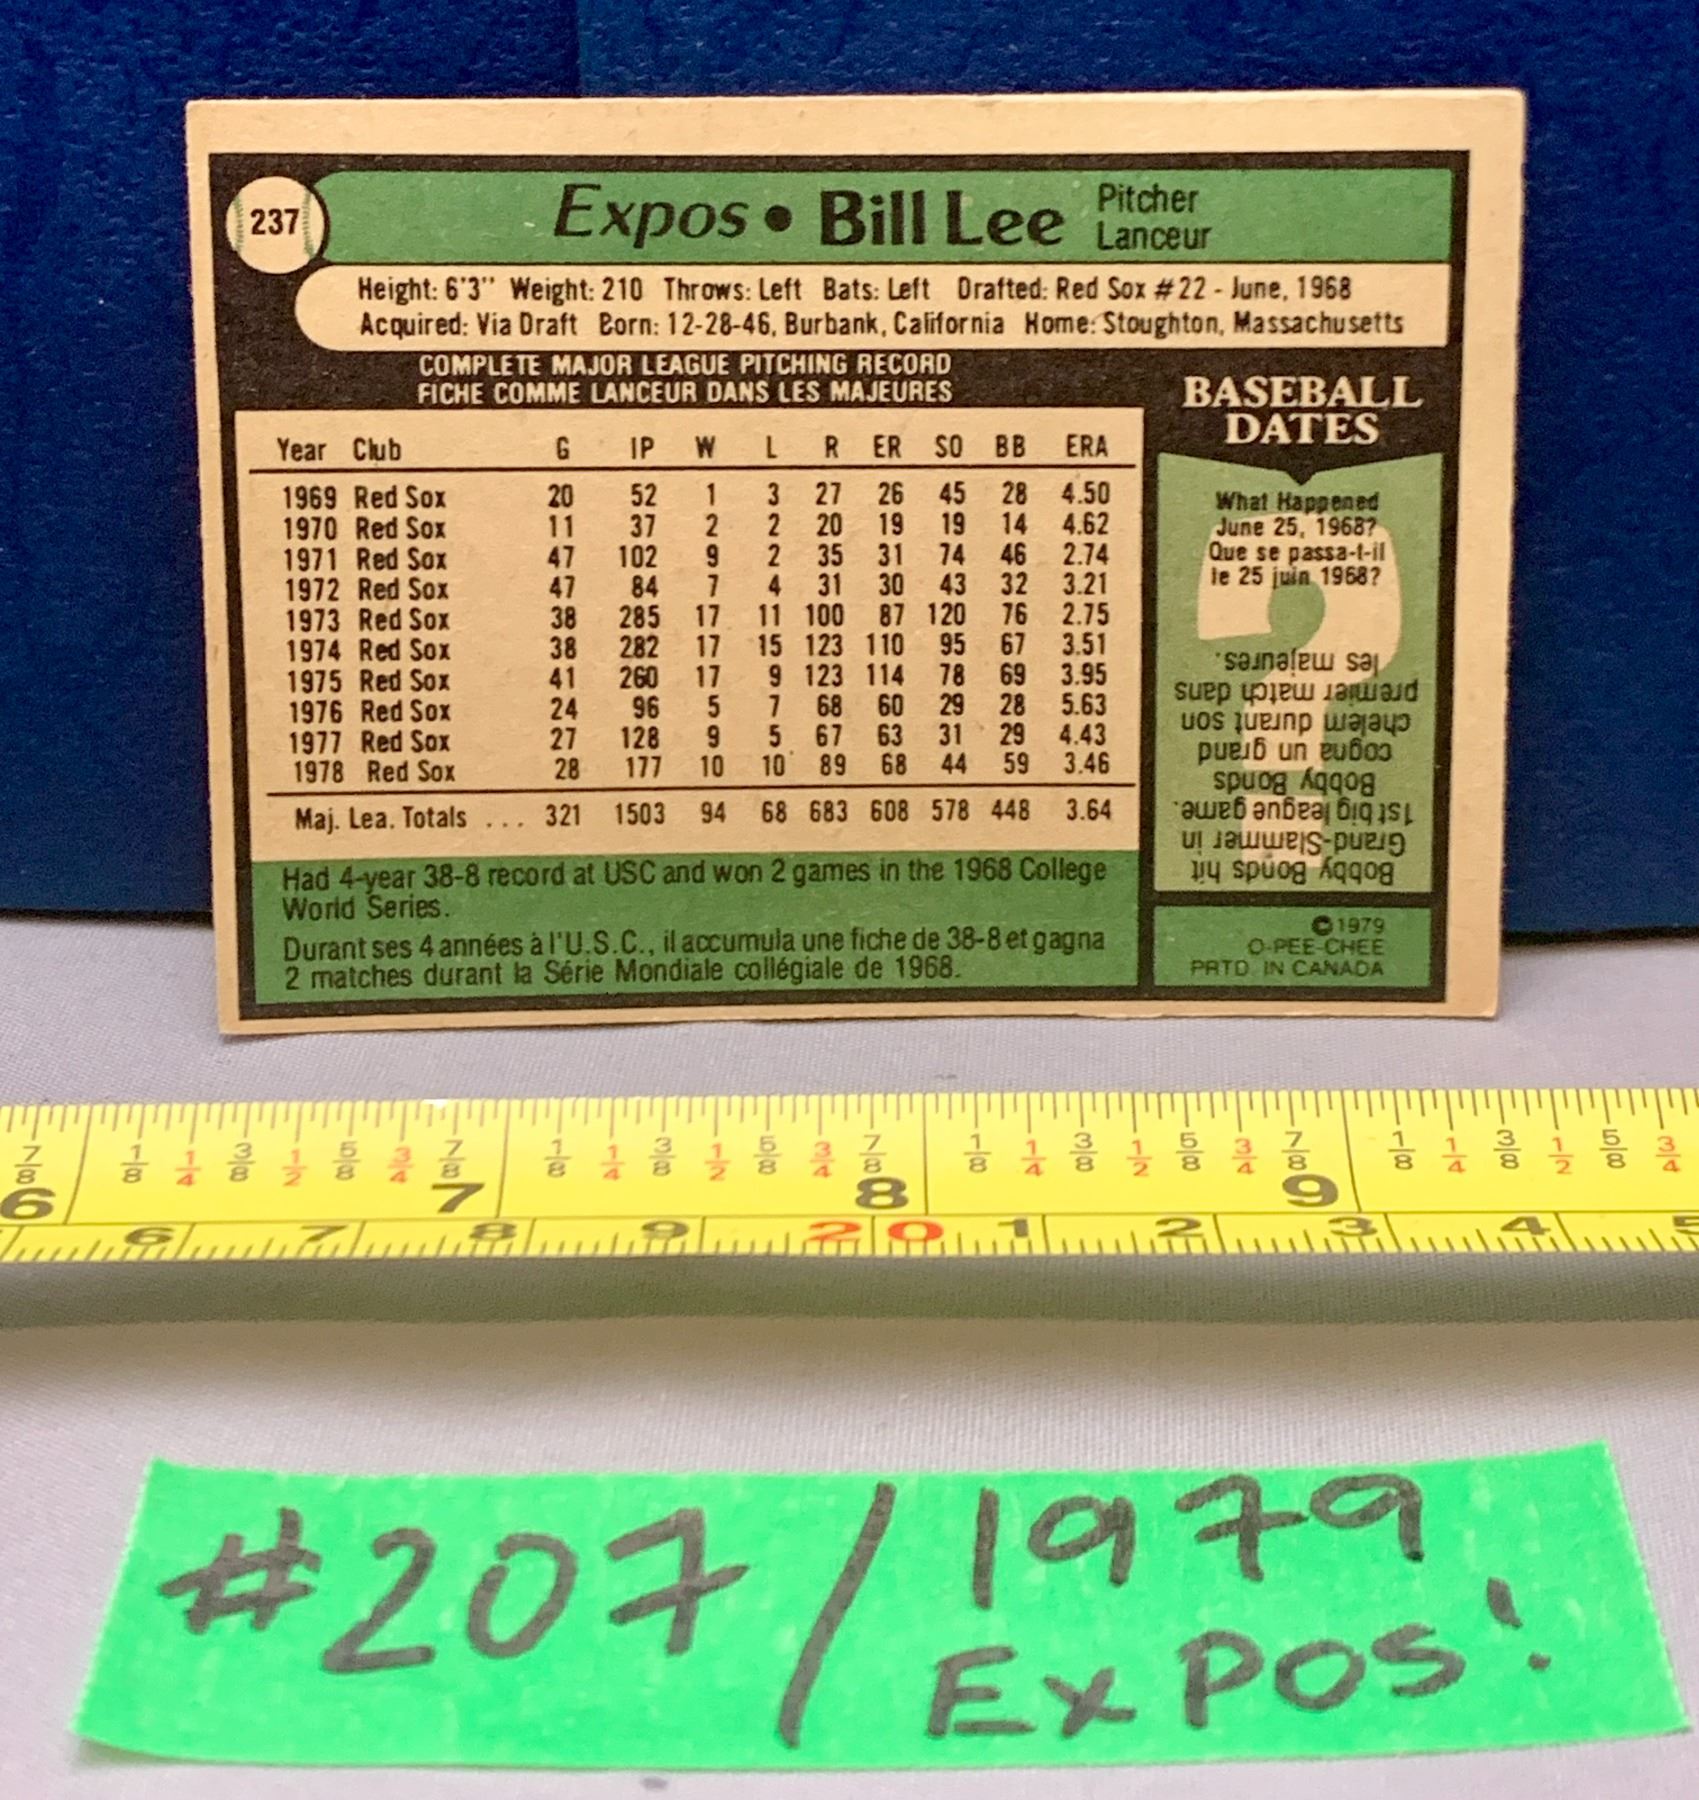 237
Expos • Bill Lee Pitcher
Lanceur
Height: 6'3" Weight: 210 Throws: Left Bats: Left Drafted: Red Sox #22 - June, 1968
Acquired: Via Draft Born: 12-28-46, Burbank, California Home: Stoughton, Massachusetts
COMPLETE MAJOR LEAGUE PITCHING RECORD
FICHE COMME LANCEUR DANS LES MAJEURES
Year Club G IP W L R ER SO BB ERA
1969 Red Sox 20 52 1 3 27 26 45 28 4.50
1970 Red Sox 11 37 2 2 20 19 19 14 4.62
1971 Red Sox 47 102 9 2 35 31 74 46 2.74
1972 Red Sox 47 84 7 4 31 30 43 32 3.21
1973 Red Sox 38 285 17 11 100 87 120 76 2.75
1974 Red Sox 38 282 17 15 123 110 95 67 3.51
1975 Red Sox 41 260 17 9 123 114 78 69 3.95
1976 Red Sox 24 96 5 7 68 60 29 28 5.63
1977 Red Sox 27 128 9 5 67 63 31 29 4.43
1978 Red Sox 28 177 10 10 89 68 44 59 3.46
Maj. Lea. Totals ... 321 1503 94 68 683 608 578 448 3.64
Had 4-year 38-8 record at USC and won 2 games in the 1968 College
World Series.
Durant ses 4 années à l'U.S.C., il accumula une fiche de 38-8 et gagna
2 matches durant la Série Mondiale collégiale de 1968.
BASEBALL
DATES
What Happened
June 25, 1968?
Que se passa-t-il
le 25 juin 1968?
Bobby Bonds hit
Grand-Slammer in
1st big league game.
Bobby Bonds
cogna un grand
chelem durant son
premier match dans
les majeures.
©1979
O-PEE-CHEE
PRTD. IN CANADA
7/8 1/8 1/4 3/8 1/2 5/8 3/4 7/8 1/8 1/4 3/8 1/2 5/8 3/4 7/8 1/8 1/4 3/8 1/2 5/8 3/4 7/8 1/8 1/4 3/8 1/2 5/8 3/4
6 7 8 9
6 7 8 9 20 1 2 3 4 5
#207 / 1979
EXPOS!